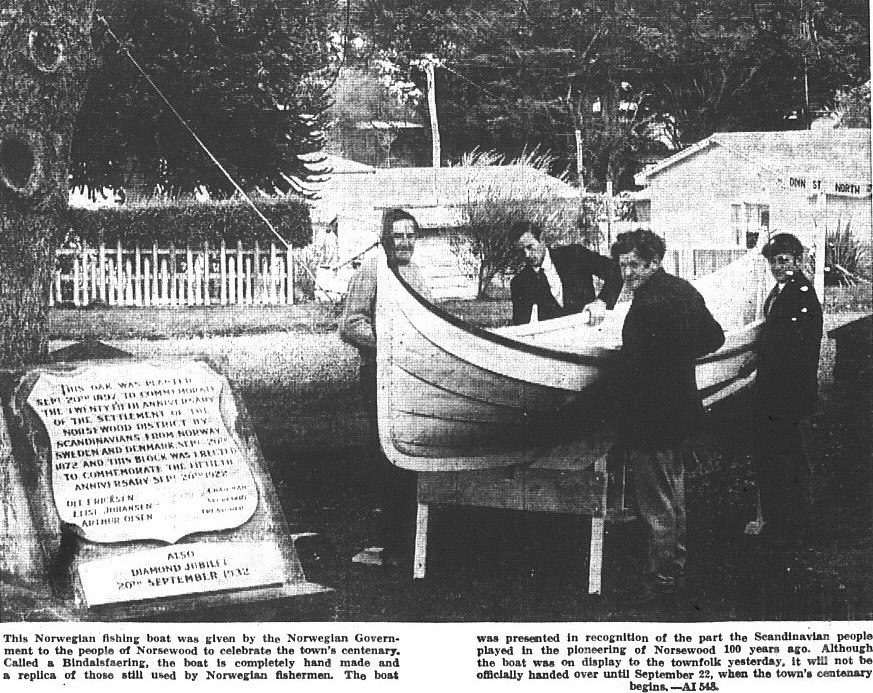 ODIN ST NORTH
THIS OAK WAS PLANTED
SEPT. 20TH 1897 TO COMMEMORATE
THE TWENTY FIFTH ANNIVERSARY
OF THE SETTLEMENT OF THE
NORSEWOOD DISTRICT BY
SCANDINAVIANS FROM NORWAY
SWEDEN AND DENMARK, SEPT. 20TH
1872 AND THIS BLOCK WAS ERECTED
TO COMMEMORATE THE FIFTIETH
ANNIVERSARY SEPT 20TH 1922
OLE ERICKSEN CHAIRMAN
JOHANSEN SECRETARY
ARTHUR OLSEN TREASURER
ALSO
DIAMOND JUBILEE
20TH SEPTEMBER 1932
This Norwegian fishing boat was given by the Norwegian Govern-
ment to the people of Norsewood to celebrate the town's centenary.
Called a Bindalsfaering, the boat is completely hand made and
a replica of those still used by Norwegian fishermen. The boat
was presented in recognition of the part the Scandinavian people
played in the pioneering of Norsewood 100 years ago. Although
the boat was on display to the townfolk yesterday, it will not be
officially handed over until September 22, when the town's centenary
begins.—AI 548.